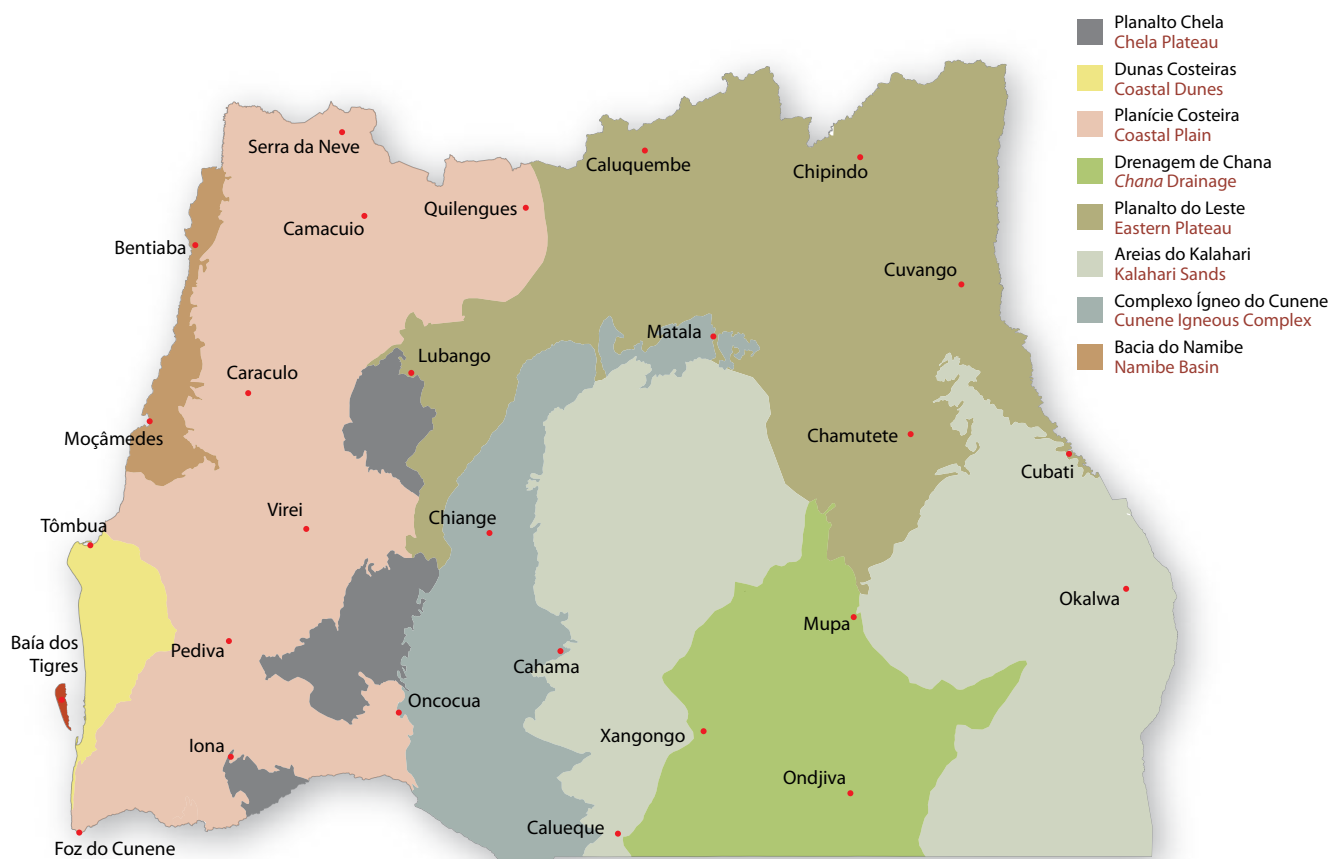 Planalto Chela
Chela Plateau
Dunas Costeiras
Coastal Dunes
Planície Costeira
Coastal Plain
Drenagem de Chana
Chana Drainage
Planalto do Leste
Eastern Plateau
Areias do Kalahari
Kalahari Sands
Complexo Ígneo do Cunene
Cunene Igneous Complex
Bacia do Namibe
Namibe Basin
Serra da Neve
Caluquembe
Chipindo
Quilengues
Camacuio
Bentiaba
Cuvango
Matala
Lubango
Caraculo
Moçâmedes
Chamutete
Cubati
Virei
Chiange
Tômbua
Okalwa
Mupa
Baía dos
Tigres
Pediva
Cahama
Oncocua
Xangongo
Iona
Ondjiva
Calueque
Foz do Cunene